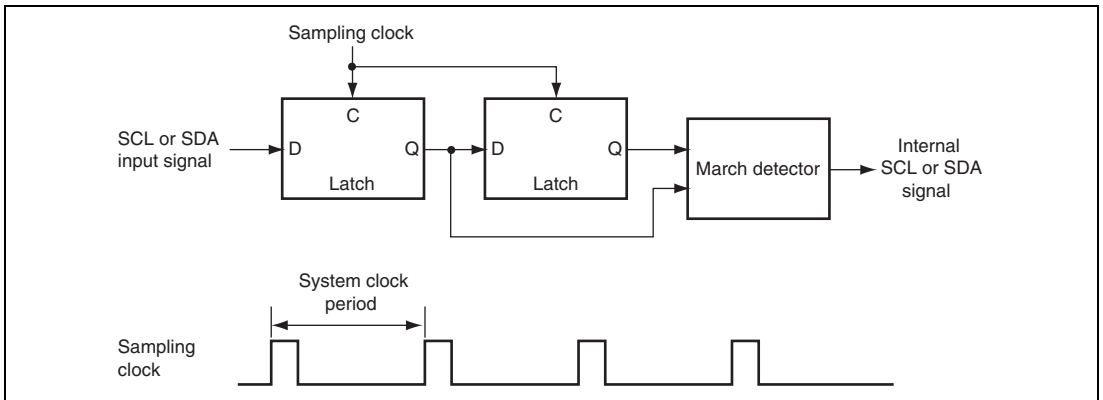 Sampling clock
SCL or SDA
input signal
D
C
Q
Latch
D
C
Q
Latch
March detector
Internal
SCL or SDA
signal
System clock
period
Sampling
clock